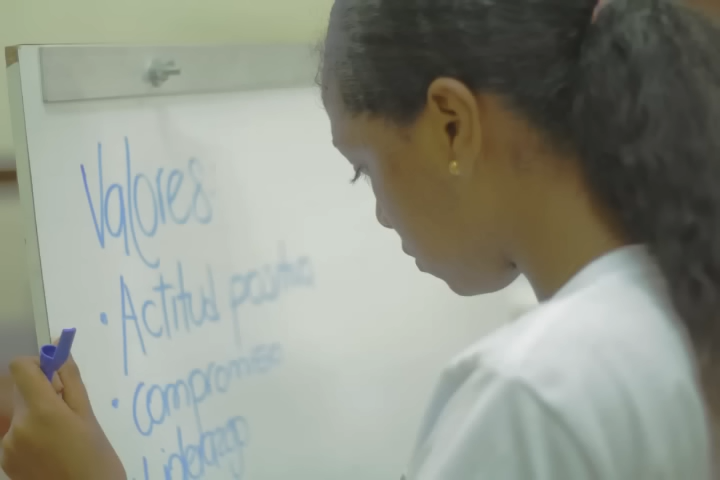 Valores
• Actitud positiva
• compromiso
Liderazgo